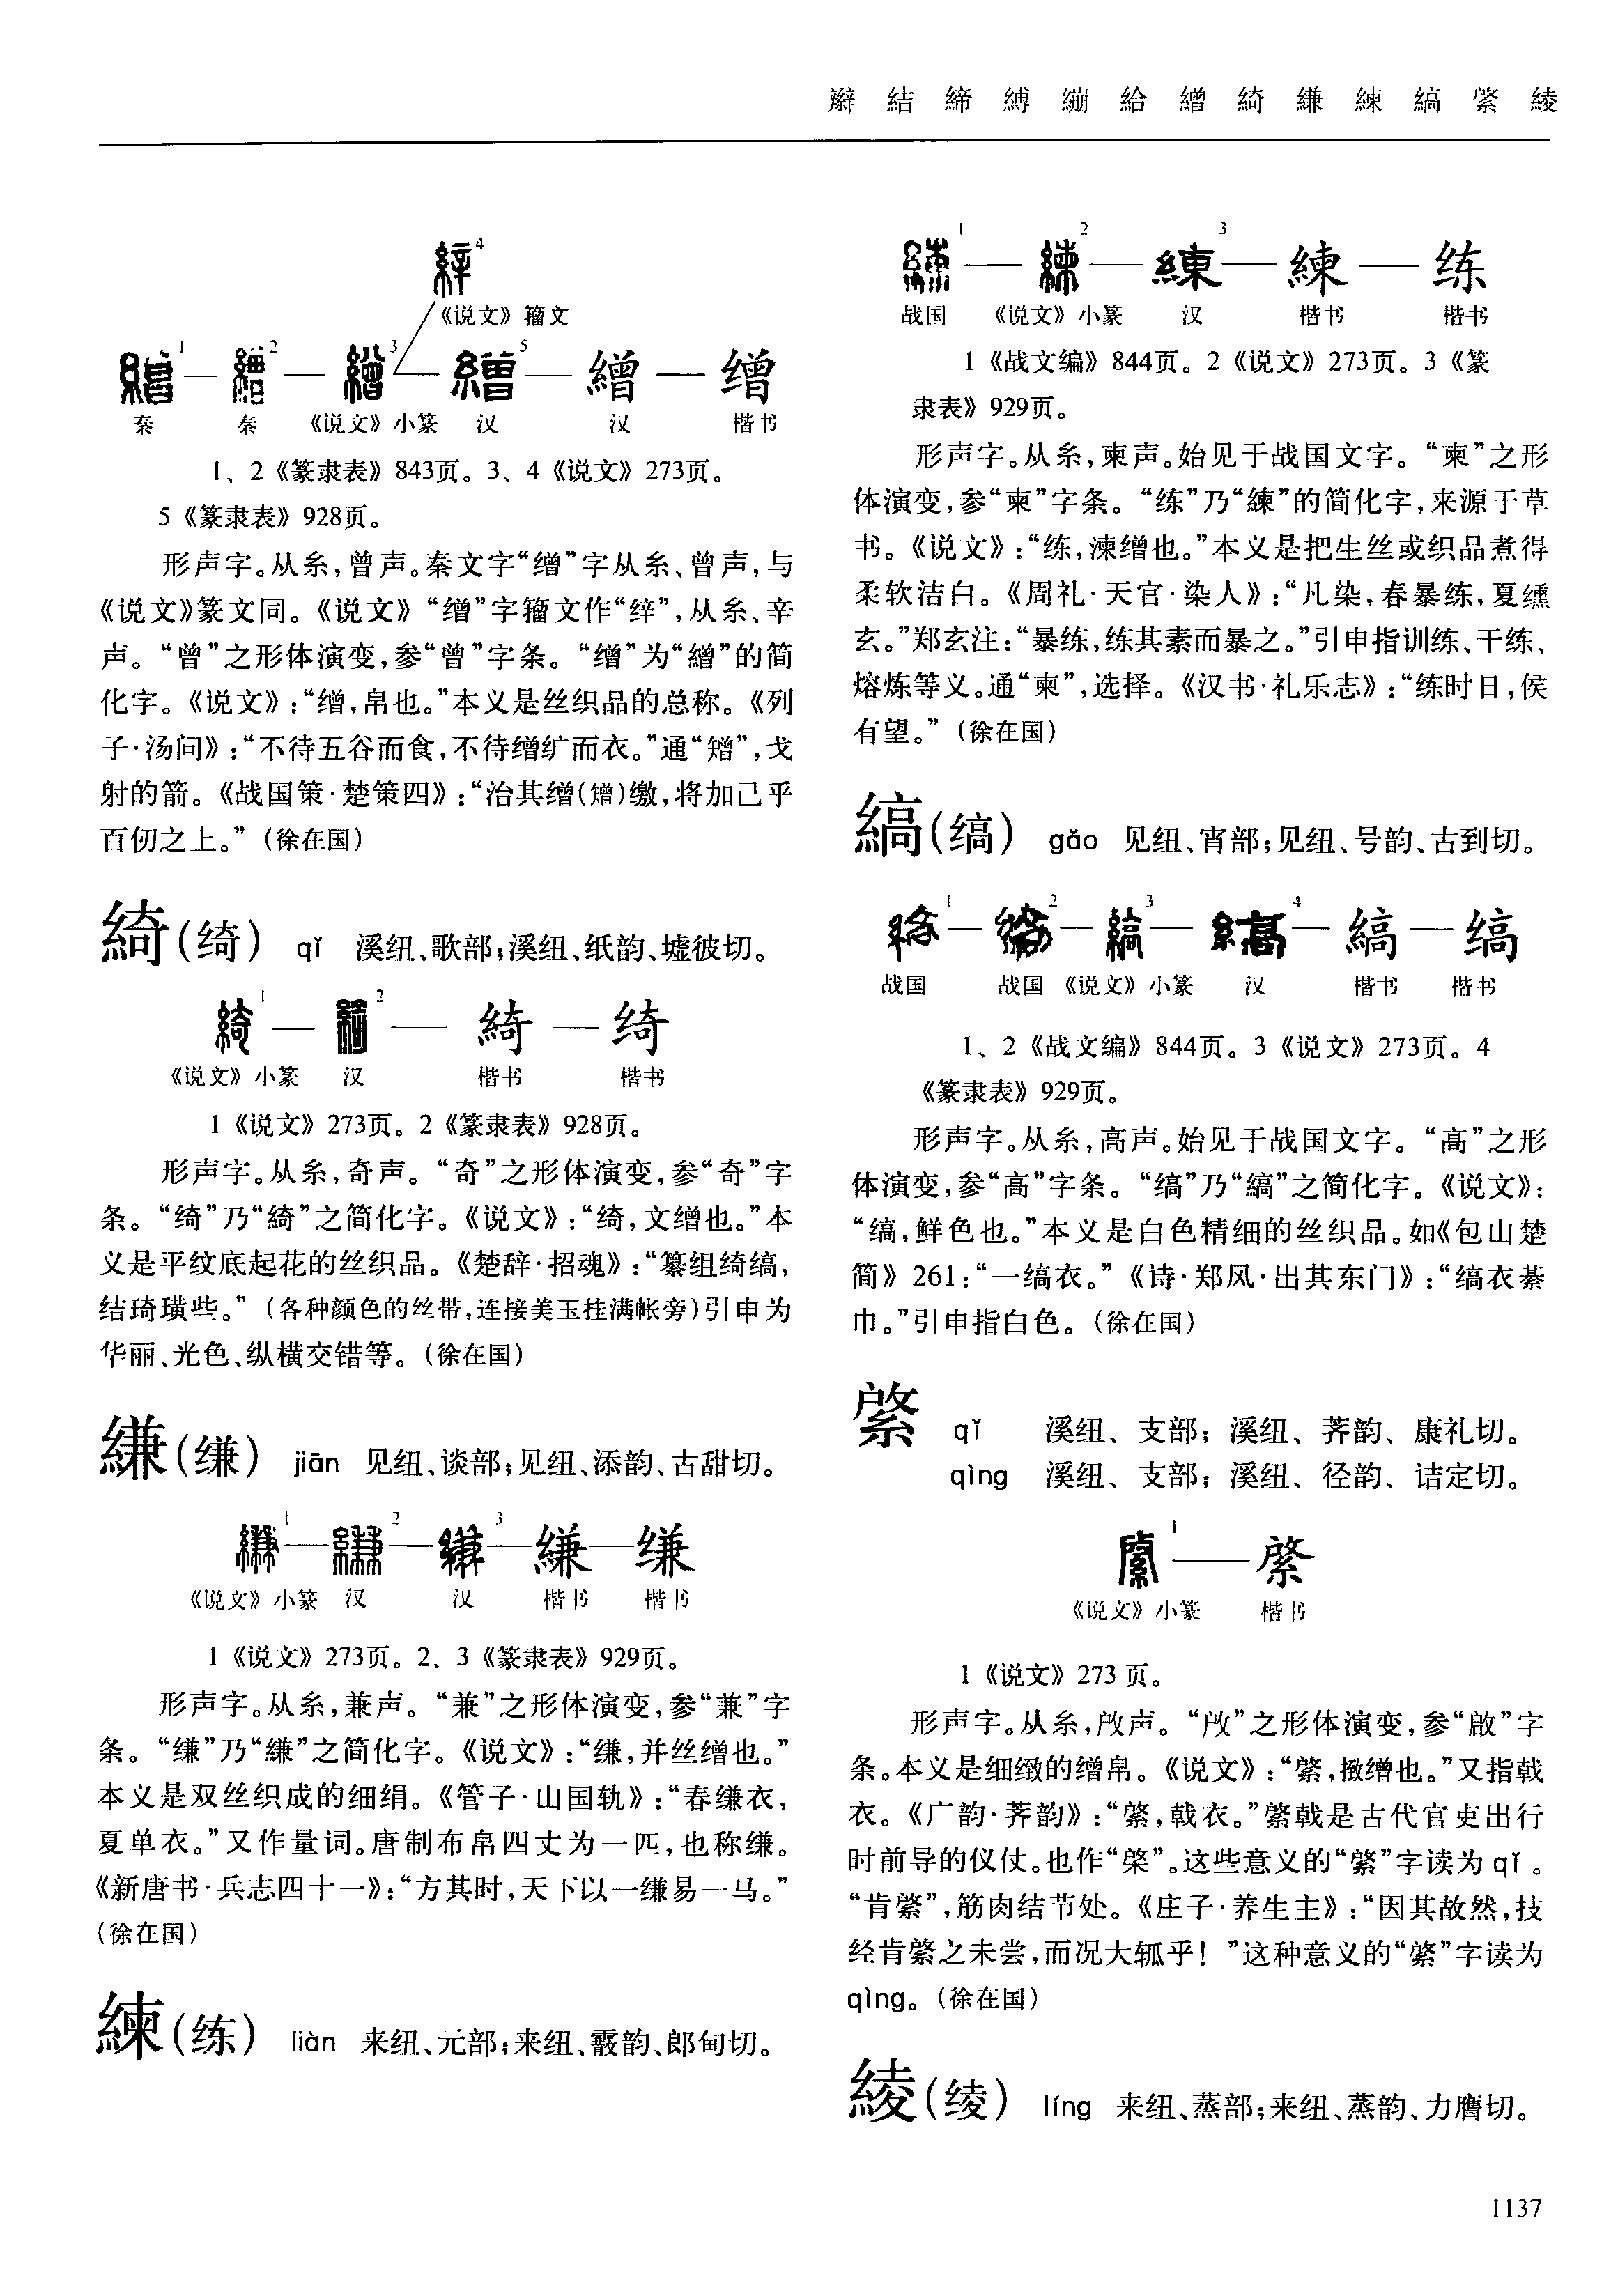 辮 結 締 縛 繃 給 繒 綺 縑 練 縞 綮 綾
4
《说文》籀文
1 2 3 5
繒 缯
秦 秦 《说文》小篆 汉 汉 楷书
1、2《篆隶表》843页。3、4《说文》273页。
5《篆隶表》928页。
形声字。从糸，曾声。秦文字“缯”字从糸、曾声，与
《说文》篆文同。《说文》“缯”字籀文作“䌾”，从糸、辛
声。“曾”之形体演变，参“曾”字条。“缯”为“繒”的简
化字。《说文》：“缯，帛也。”本义是丝织品的总称。《列
子·汤问》：“不待五谷而食，不待缯纩而衣。”通“矰”，戈
射的箭。《战国策·楚策四》：“治其缯（矰）缴，将加己乎
百仞之上。”（徐在国）
綺（绮） qǐ 溪纽、歌部；溪纽、纸韵、墟彼切。
1 2
綺 绮
《说文》小篆 汉 楷书 楷书
1《说文》273页。2《篆隶表》928页。
形声字。从糸，奇声。“奇”之形体演变，参“奇”字
条。“绮”乃“綺”之简化字。《说文》：“绮，文缯也。”本
义是平纹底起花的丝织品。《楚辞·招魂》：“纂组绮缟，
结琦璜些。”（各种颜色的丝带，连接美玉挂满帐旁）引申为
华丽、光色、纵横交错等。（徐在国）
縑（缣） jiān 见纽、谈部；见纽、添韵、古甜切。
1 2 3
縑 缣
《说文》小篆 汉 汉 楷书 楷书
1《说文》273页。2、3《篆隶表》929页。
形声字。从糸，兼声。“兼”之形体演变，参“兼”字
条。“缣”乃“縑”之简化字。《说文》：“缣，并丝缯也。”
本义是双丝织成的细绢。《管子·山国轨》：“春缣衣，
夏单衣。”又作量词。唐制布帛四丈为一匹，也称缣。
《新唐书·兵志四十一》：“方其时，天下以一缣易一马。”
（徐在国）
練（练） liàn 来纽、元部；来纽、霰韵、郎甸切。
1 2 3
練 练
战国 《说文》小篆 汉 楷书 楷书
1《战文编》844页。2《说文》273页。3《篆
隶表》929页。
形声字。从糸，柬声。始见于战国文字。“柬”之形
体演变，参“柬”字条。“练”乃“練”的简化字，来源于草
书。《说文》：“练，湅缯也。”本义是把生丝或织品煮得
柔软洁白。《周礼·天官·染人》：“凡染，春暴练，夏纁
玄。”郑玄注：“暴练，练其素而暴之。”引申指训练、干练、
熔炼等义。通“柬”，选择。《汉书·礼乐志》：“练时日，侯
有望。”（徐在国）
縞（缟） gǎo 见纽、宵部；见纽、号韵、古到切。
1 2 3 4
縞 缟
战国 战国 《说文》小篆 汉 楷书 楷书
1、2《战文编》844页。3《说文》273页。4
《篆隶表》929页。
形声字。从糸，高声。始见于战国文字。“高”之形
体演变，参“高”字条。“缟”乃“縞”之简化字。《说文》：
“缟，鲜色也。”本义是白色精细的丝织品。如《包山楚
简》261：“一缟衣。”《诗·郑风·出其东门》：“缟衣綦
巾。”引申指白色。（徐在国）
綮 qǐ 溪纽、支部；溪纽、荠韵、康礼切。
qìng 溪纽、支部；溪纽、径韵、诘定切。
1
綮
《说文》小篆 楷书
1《说文》273页。
形声字。从糸，啟声。“啟”之形体演变，参“啟”字
条。本义是细緻的缯帛。《说文》：“綮，撽缯也。”又指戟
衣。《广韵·荠韵》：“綮，戟衣。”綮戟是古代官吏出行
时前导的仪仗。也作“棨”。这些意义的“綮”字读为qǐ。
“肯綮”，筋肉结节处。《庄子·养生主》：“因其故然，技
经肯綮之未尝，而况大軱乎！”这种意义的“綮”字读为
qìng。（徐在国）
綾（绫） líng 来纽、蒸部；来纽、蒸韵、力膺切。
1137